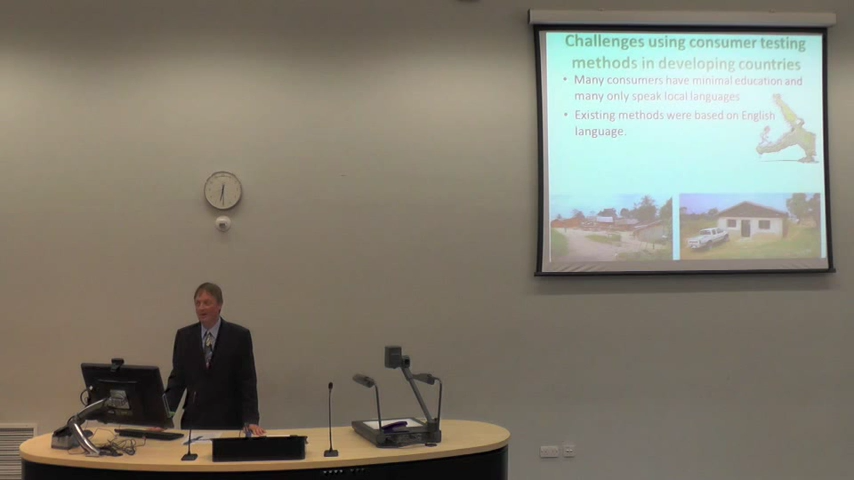 Challenges using consumer testing
methods in developing countries
• Many consumers have minimal education and
many only speak local languages
• Existing methods were based on English
language.